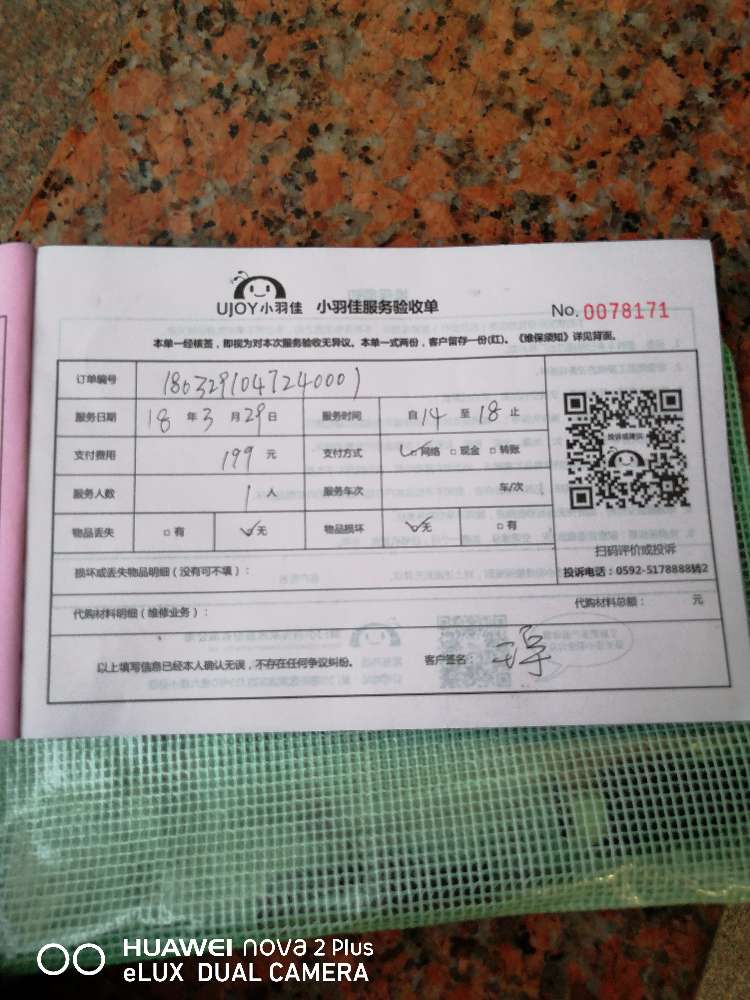 UJOY小羽佳 小羽佳服务验收单 No. 0078171
本单一经核签，即视为对本次服务验收无异议。本单一式两份，客户留存一份(红)。《维保须知》详见背面。
订单编号 1803291047240001
服务日期 18 年 3 月 29 日 服务时间 自 14 至 18 止
支付费用 199 元 支付方式 ✓网络 □现金 □转账
服务人数 1 人 服务车次 车/次
物品丢失 □有 ✓无 物品损坏 ✓无 □有
投诉或建议
扫码评价或投诉
损坏或丢失物品明细（没有可不填）： 投诉电话：0592-5178888转2
代购材料明细（维修业务）： 代购材料总额： 元
以上填写信息已经本人确认无误，不存在任何争议纠纷。 客户签名：
HUAWEI nova 2 Plus
eLUX DUAL CAMERA